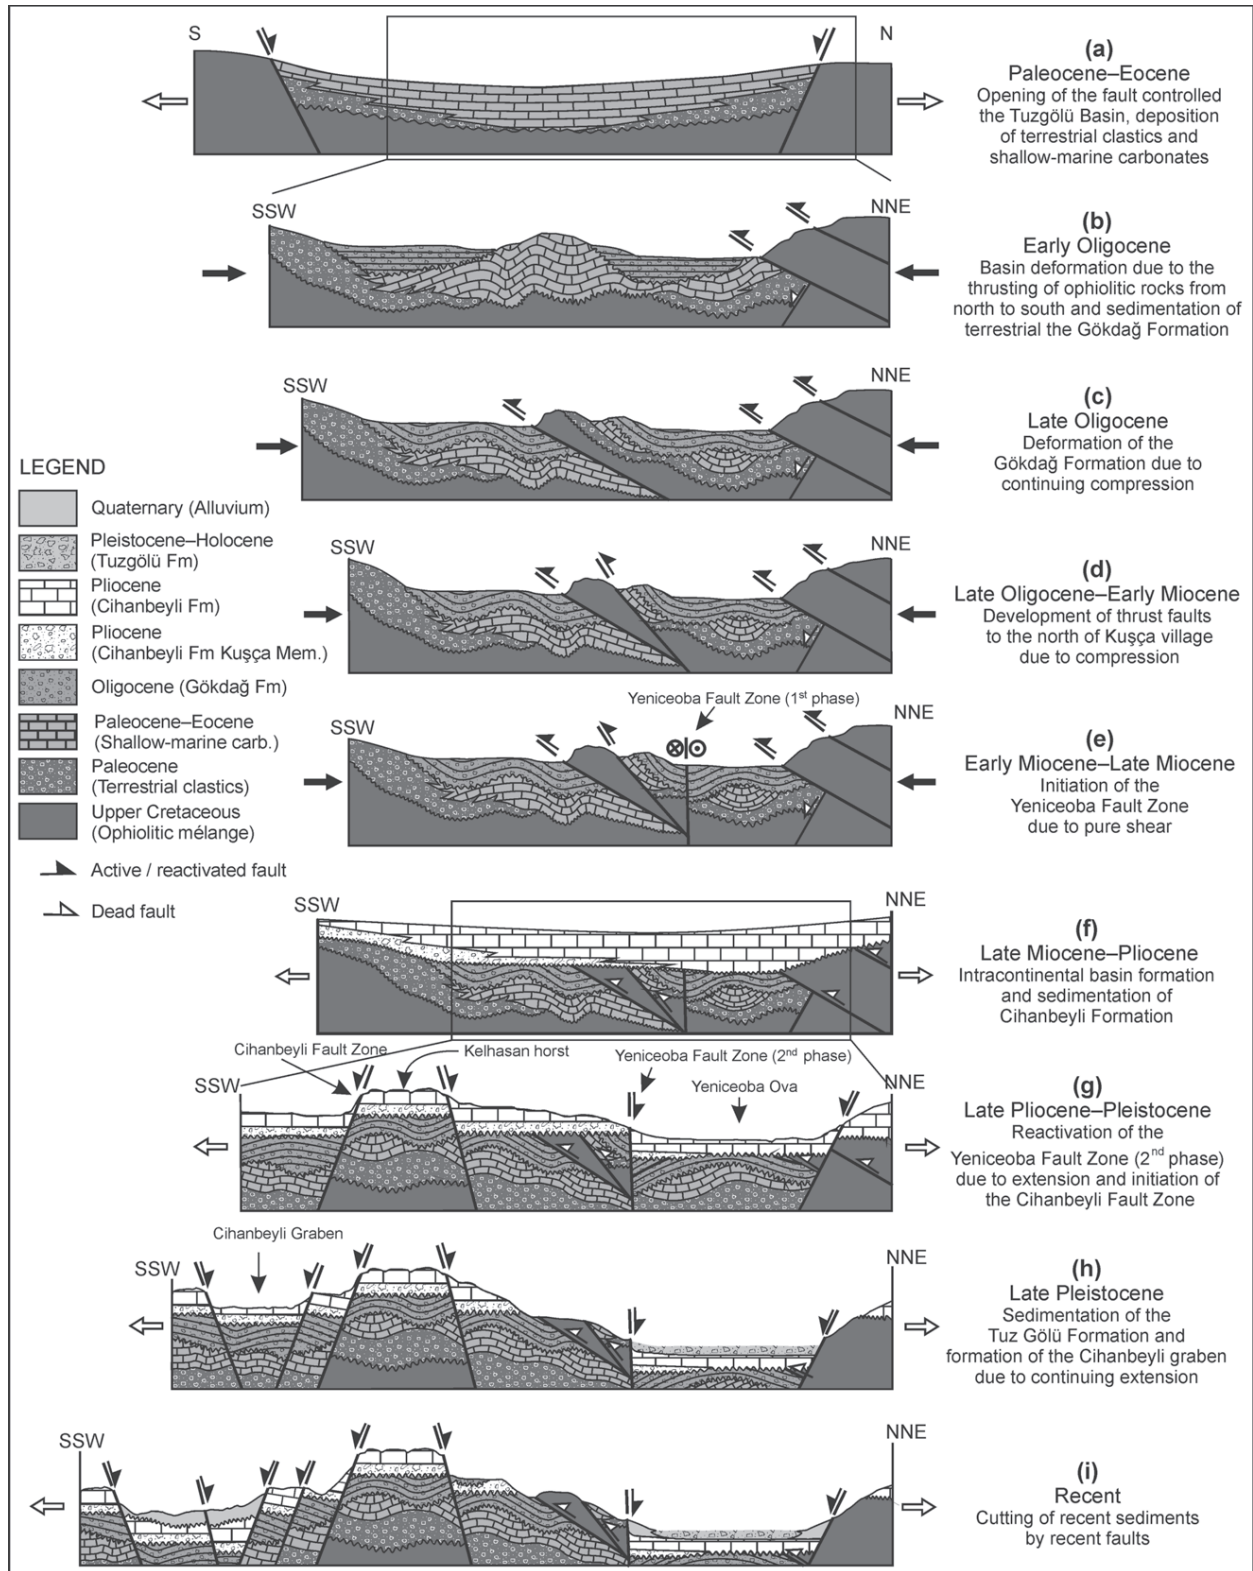 S
N
(a)
Paleocene–Eocene
Opening of the fault controlled
the Tuzgölü Basin, deposition
of terrestrial clastics and
shallow-marine carbonates
SSW
NNE
(b)
Early Oligocene
Basin deformation due to the
thrusting of ophiolitic rocks from
north to south and sedimentation of
terrestrial the Gökdağ Formation
SSW
NNE
(c)
Late Oligocene
Deformation of the
Gökdağ Formation due to
continuing compression
LEGEND
Quaternary (Alluvium)
Pleistocene–Holocene
(Tuzgölü Fm)
Pliocene
(Cihanbeyli Fm)
Pliocene
(Cihanbeyli Fm Kuşça Mem.)
Oligocene (Gökdağ Fm)
Paleocene–Eocene
(Shallow-marine carb.)
Paleocene
(Terrestrial clastics)
Upper Cretaceous
(Ophiolitic mélange)
Active / reactivated fault
Dead fault
SSW
NNE
(d)
Late Oligocene–Early Miocene
Development of thrust faults
to the north of Kuşça village
due to compression
Yeniceoba Fault Zone (1st phase)
SSW
NNE
(e)
Early Miocene–Late Miocene
Initiation of the
Yeniceoba Fault Zone
due to pure shear
SSW
NNE
(f)
Late Miocene–Pliocene
Intracontinental basin formation
and sedimentation of
Cihanbeyli Formation
Cihanbeyli Fault Zone
Kelhasan horst
Yeniceoba Fault Zone (2nd phase)
Yeniceoba Ova
SSW
NNE
(g)
Late Pliocene–Pleistocene
Reactivation of the
Yeniceoba Fault Zone (2nd phase)
due to extension and initiation of
the Cihanbeyli Fault Zone
Cihanbeyli Graben
SSW
NNE
(h)
Late Pleistocene
Sedimentation of the
Tuz Gölü Formation and
formation of the Cihanbeyli graben
due to continuing extension
SSW
NNE
(i)
Recent
Cutting of recent sediments
by recent faults